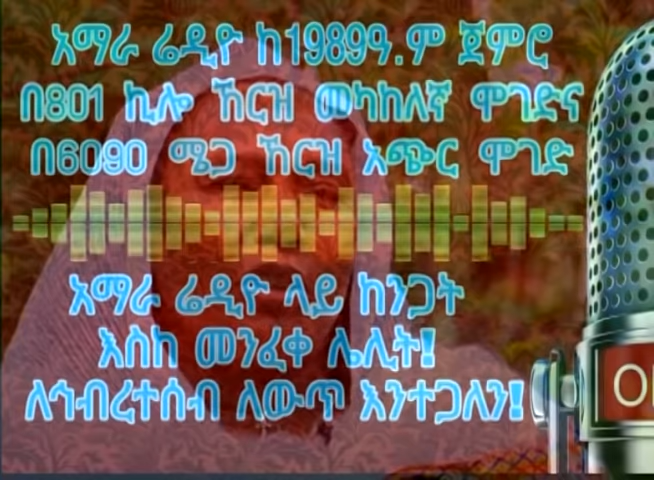 አማራ ሬዲዮ ከ1989ዓ.ም ጀምሮ
በ801 ኪሎ ኸርዝ መካከለኛ ሞገድና
በ6090 ሜጋ ኸርዝ አጭር ሞገድ
አማራ ሬዲዮ ላይ ከንጋት
እስከ መንፈቀ ሌሊት!
ለኅብረተሰብ ለውጥ እንተጋለን!